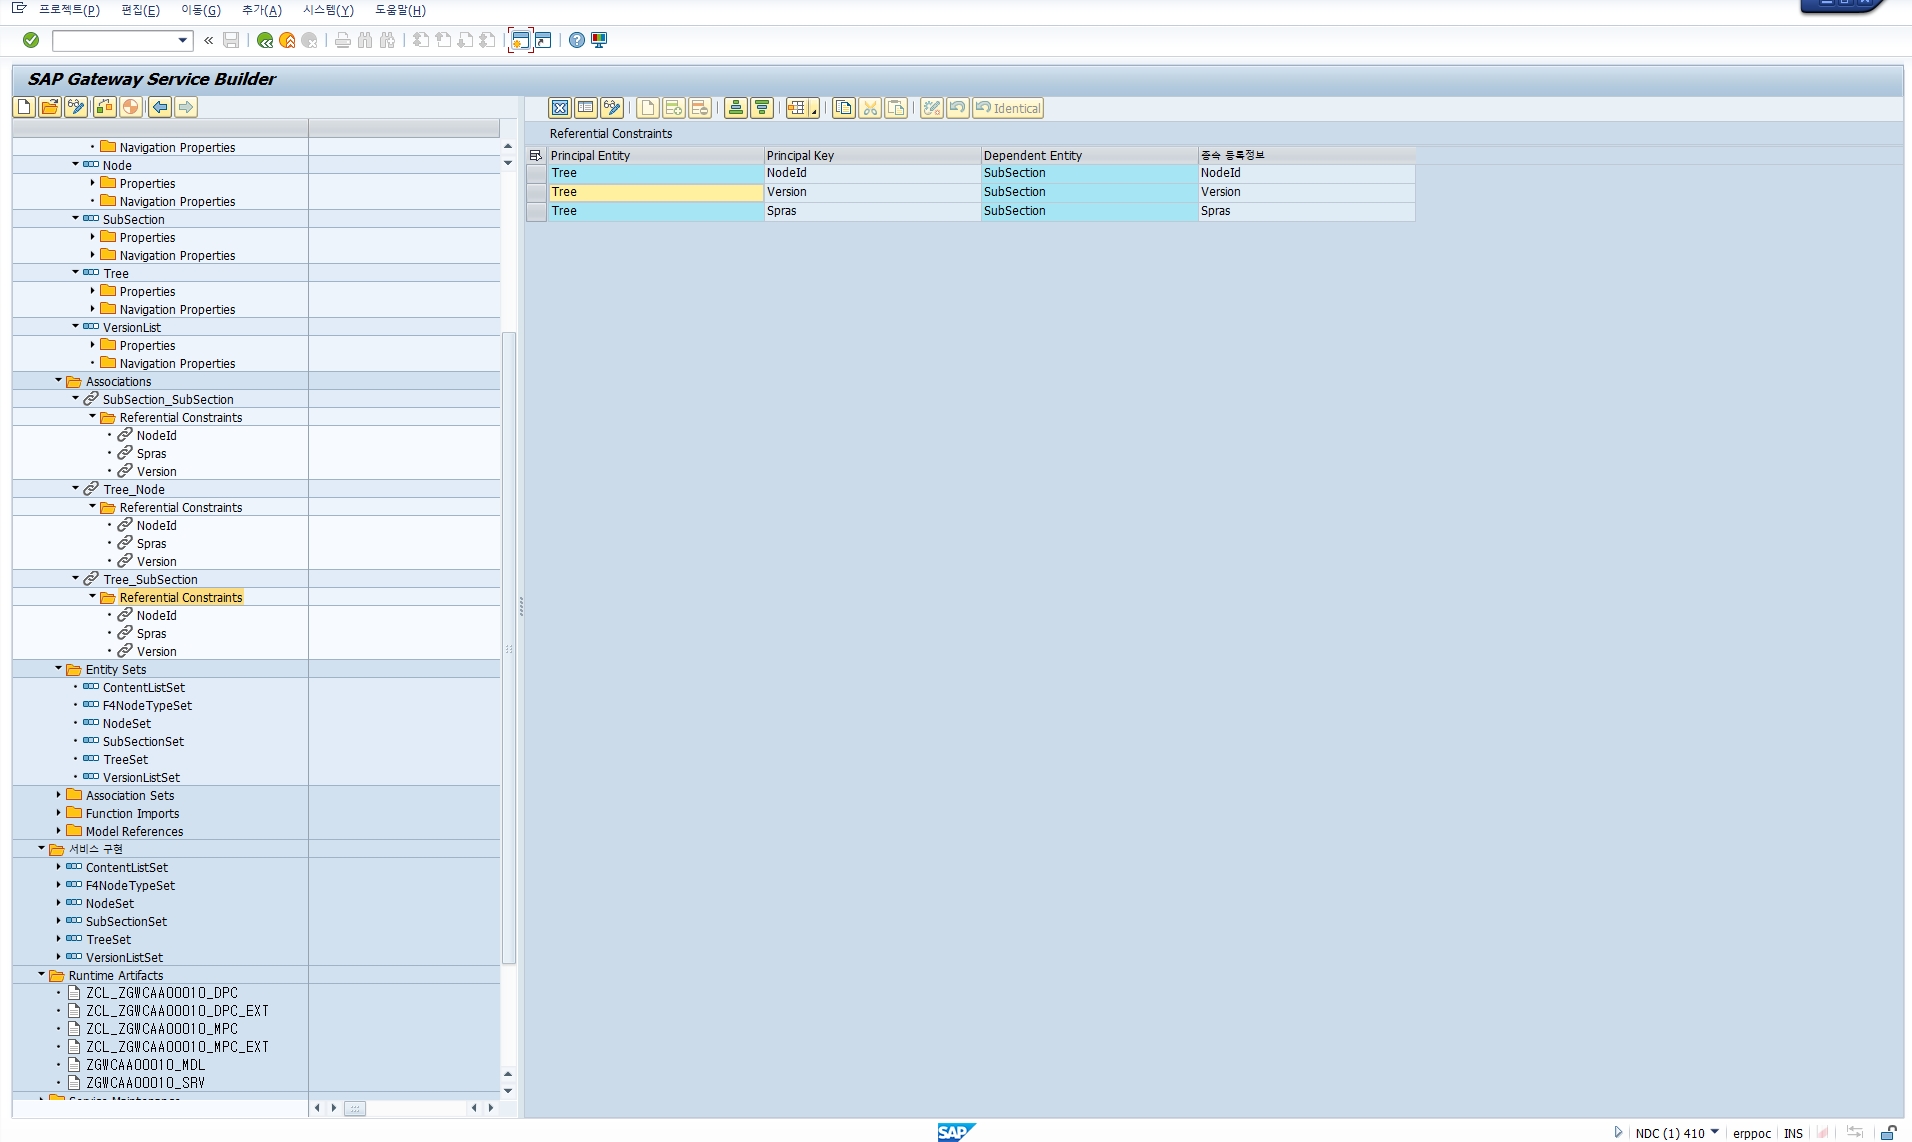 프로젝트(P) 편집(E) 이동(G) 추가(A) 시스템(Y) 도움말(H)
SAP Gateway Service Builder
Navigation Properties
Node
Properties
Navigation Properties
SubSection
Properties
Navigation Properties
Tree
Properties
Navigation Properties
VersionList
Properties
Navigation Properties
Associations
SubSection_SubSection
Referential Constraints
NodeId
Spras
Version
Tree_Node
Referential Constraints
NodeId
Spras
Version
Tree_SubSection
Referential Constraints
NodeId
Spras
Version
Entity Sets
ContentListSet
F4NodeTypeSet
NodeSet
SubSectionSet
TreeSet
VersionListSet
Association Sets
Function Imports
Model References
서비스 구현
ContentListSet
F4NodeTypeSet
NodeSet
SubSectionSet
TreeSet
VersionListSet
Runtime Artifacts
ZCL_ZGWCAA00010_DPC
ZCL_ZGWCAA00010_DPC_EXT
ZCL_ZGWCAA00010_MPC
ZCL_ZGWCAA00010_MPC_EXT
ZGWCAA00010_MDL
ZGWCAA00010_SRV
Service Maintenance
Identical
Referential Constraints
Principal Entity Principal Key Dependent Entity 종속 등록정보
Tree NodeId SubSection NodeId
Tree Version SubSection Version
Tree Spras SubSection Spras
SAP
NDC (1) 410 erppoc INS